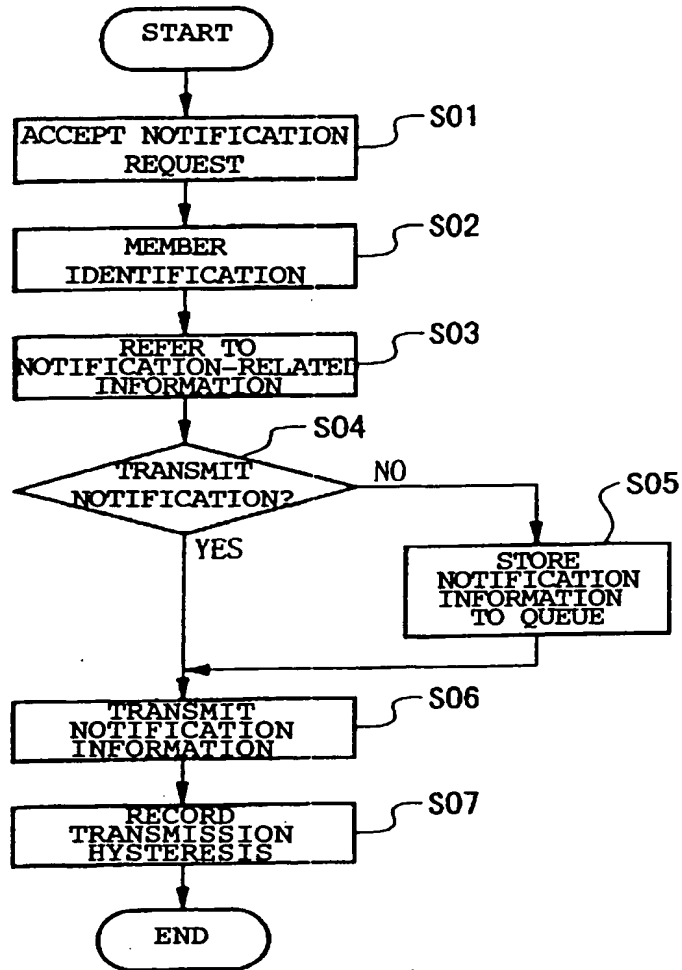 START
S01
ACCEPT NOTIFICATION
REQUEST
S02
MEMBER
IDENTIFICATION
S03
REFER TO
NOTIFICATION-RELATED
INFORMATION
S04
TRANSMIT
NOTIFICATION?
NO
YES
S05
STORE
NOTIFICATION
INFORMATION
TO QUEUE
S06
TRANSMIT
NOTIFICATION
INFORMATION
S07
RECORD
TRANSMISSION
HYSTERESIS
END